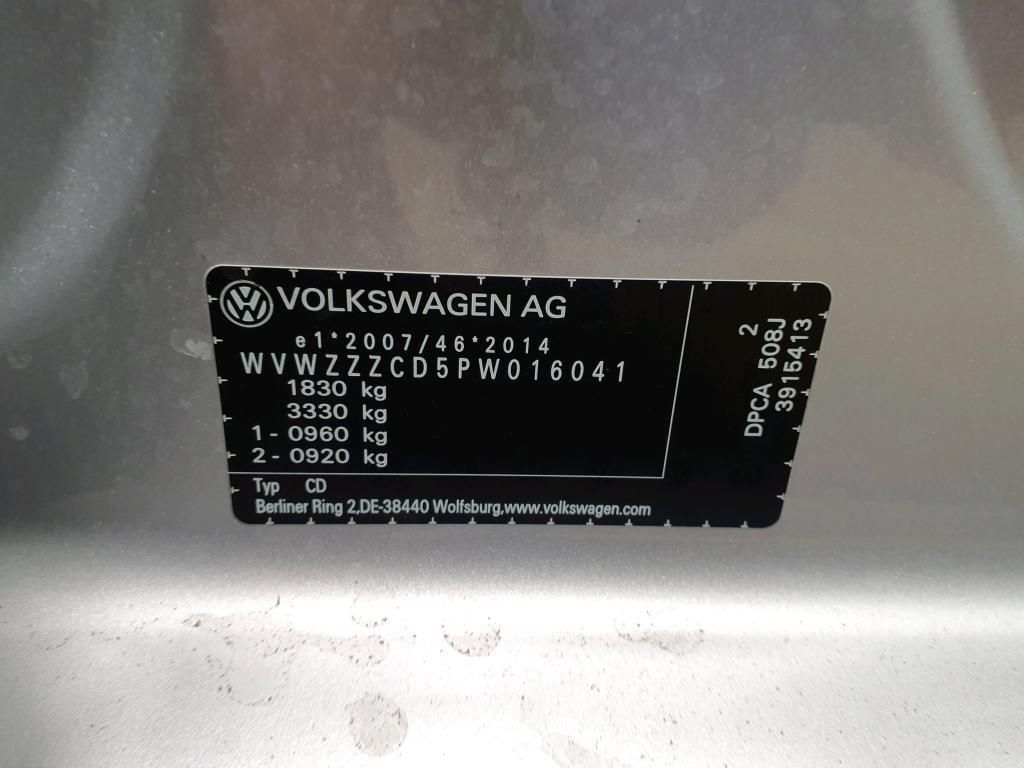 VOLKSWAGEN AG
e1*2007/46*2014
WVWZZZCD5PW016041
1830 kg
3330 kg
1 - 0960 kg
2 - 0920 kg
Typ CD
Berliner Ring 2,DE-38440 Wolfsburg,www.volkswagen.com
2
DPCA 508J
3915413